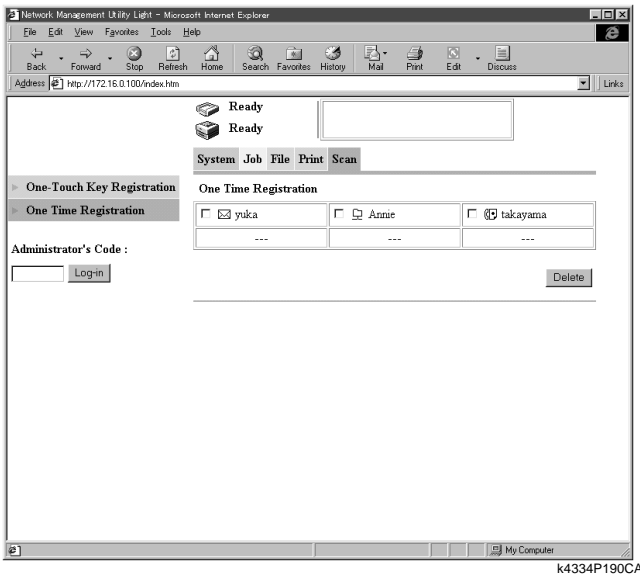 Network Management Utility Light - Microsoft Internet Explorer
File Edit View Favorites Tools Help
Back Forward Stop Refresh Home Search Favorites History Mail Print Edit Discuss
Address http://172.16.0.100/index.htm Links
Ready
Ready
System Job File Print Scan
One-Touch Key Registration
One Time Registration
Administrator's Code :
Log-in
One Time Registration
yuka Annie takayama
--- --- ---
Delete
My Computer
k4334P190CA